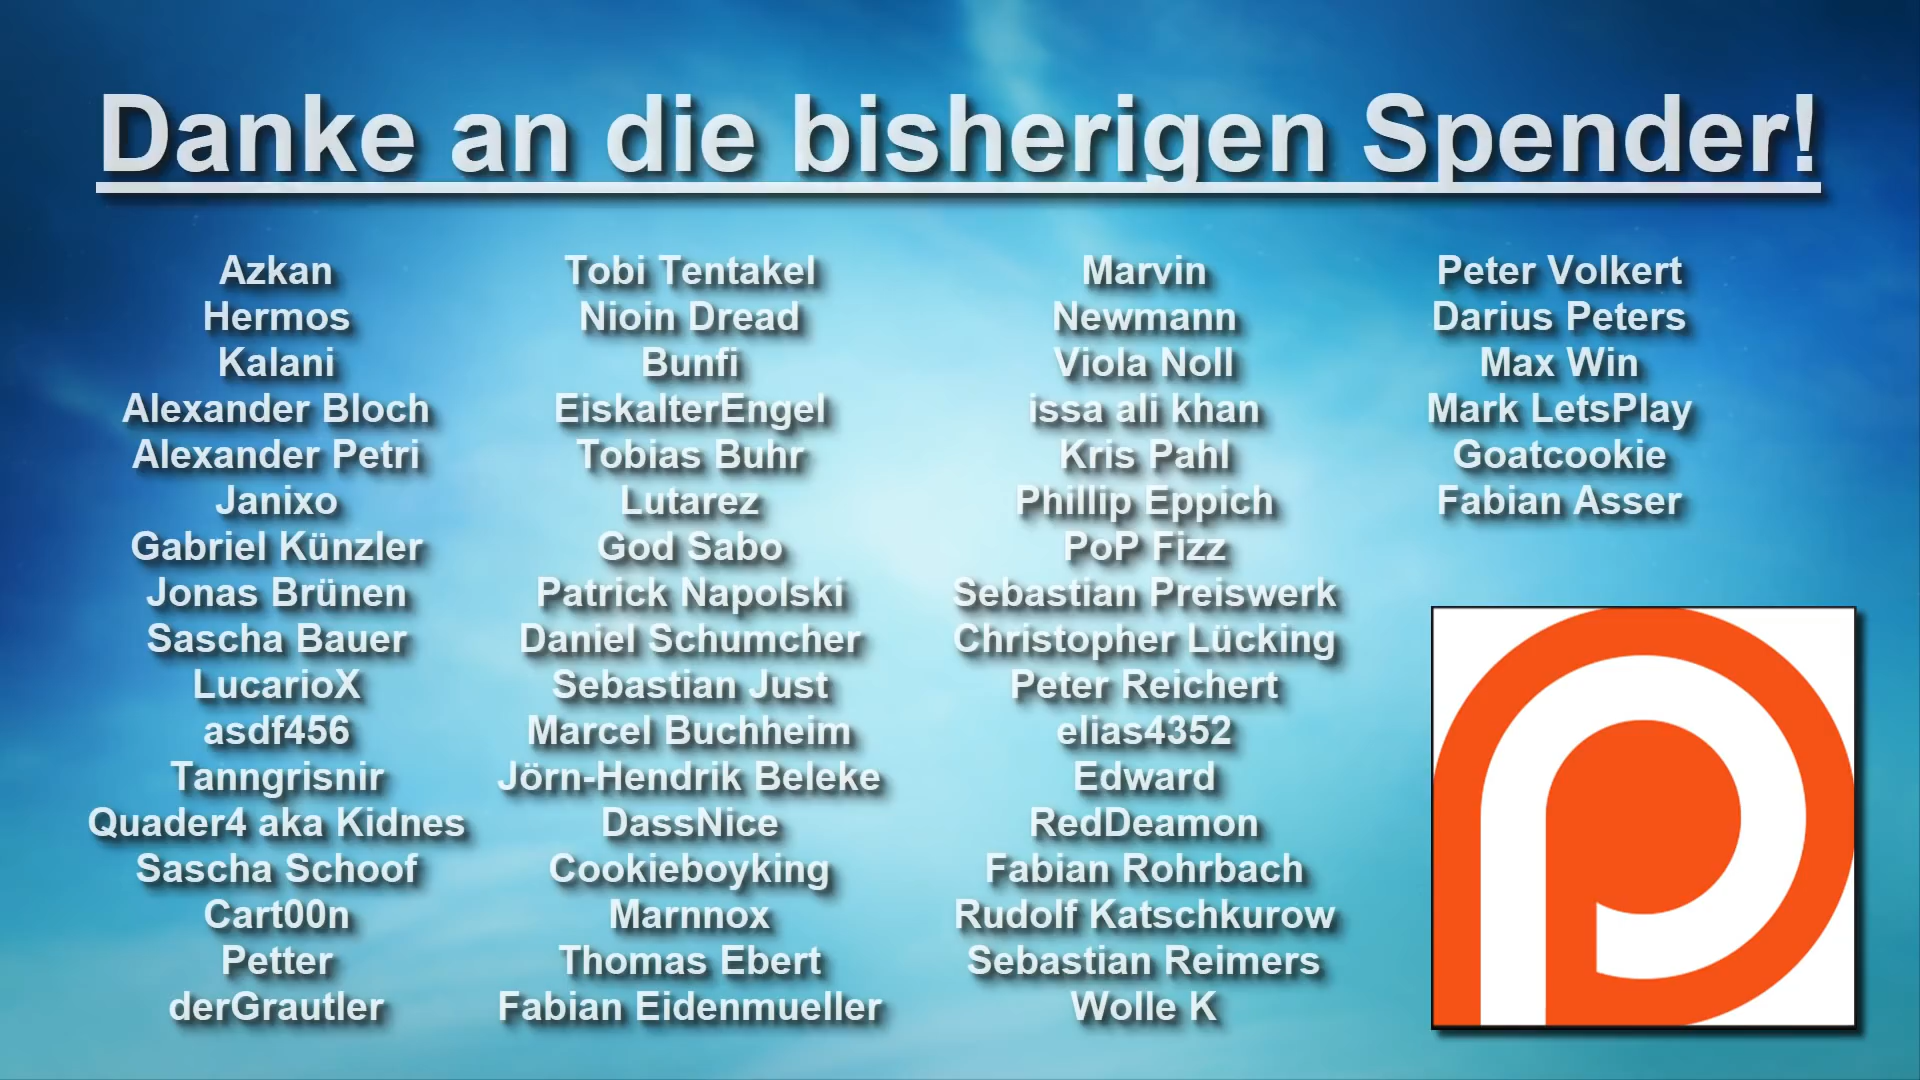 Danke an die bisherigen Spender!
Azkan
Hermos
Kalani
Alexander Bloch
Alexander Petri
Janixo
Gabriel Künzler
Jonas Brünen
Sascha Bauer
LucarioX
asdf456
Tanngrisnir
Quader4 aka Kidnes
Sascha Schoof
Cart00n
Petter
derGrautler
Tobi Tentakel
Nioin Dread
Bunfi
EiskalterEngel
Tobias Buhr
Lutarez
God Sabo
Patrick Napolski
Daniel Schumcher
Sebastian Just
Marcel Buchheim
Jörn-Hendrik Beleke
DassNice
Cookieboyking
Marnnox
Thomas Ebert
Fabian Eidenmueller
Marvin
Newmann
Viola Noll
issa ali khan
Kris Pahl
Phillip Eppich
PoP Fizz
Sebastian Preiswerk
Christopher Lücking
Peter Reichert
elias4352
Edward
RedDeamon
Fabian Rohrbach
Rudolf Katschkurow
Sebastian Reimers
Wolle K
Peter Volkert
Darius Peters
Max Win
Mark LetsPlay
Goatcookie
Fabian Asser